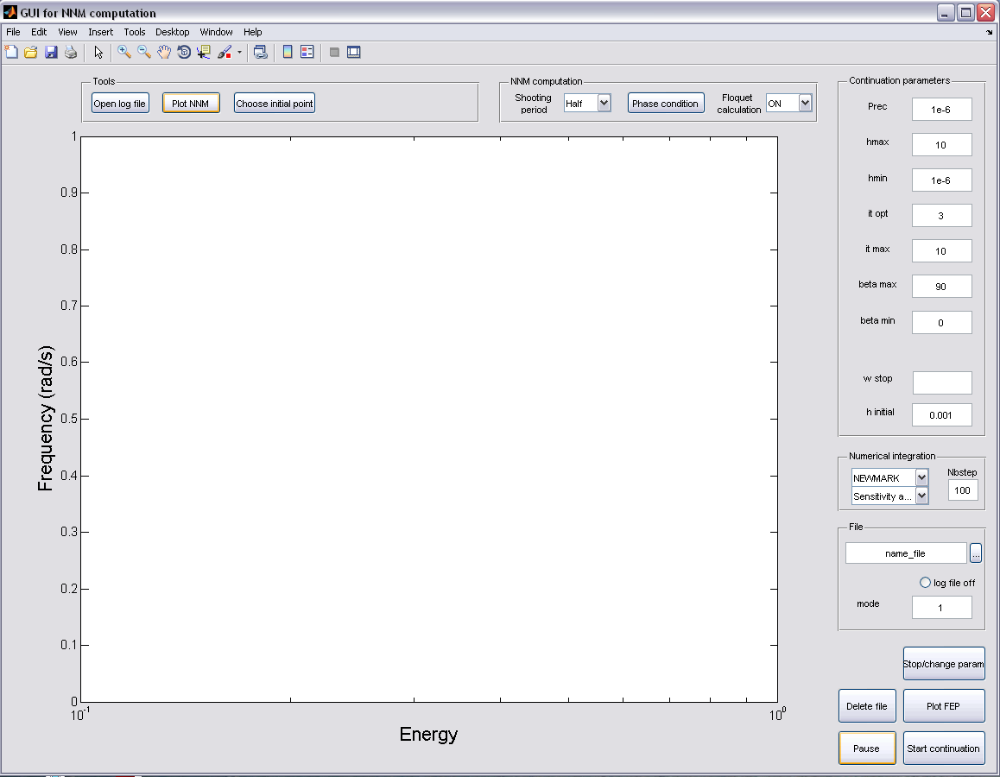 GUI for NNM computation
File Edit View Insert Tools Desktop Window Help
Tools
Open log file Plot NNM Choose initial point
NNM computation
Shooting period Half Phase condition Floquet calculation ON
Continuation parameters
Prec 1e-6
hmax 10
hmin 1e-6
it opt 3
it max 10
beta max 90
beta min 0
w stop
h initial 0.001
Numerical integration
NEWMARK Nbstep
Sensitivity a... 100
File
name_file ...
log file off
mode 1
Stop/change param
Delete file Plot FEP
Pause Start continuation
1
0.9
0.8
0.7
0.6
0.5
0.4
0.3
0.2
0.1
0
Frequency (rad/s)
10-1 100
Energy